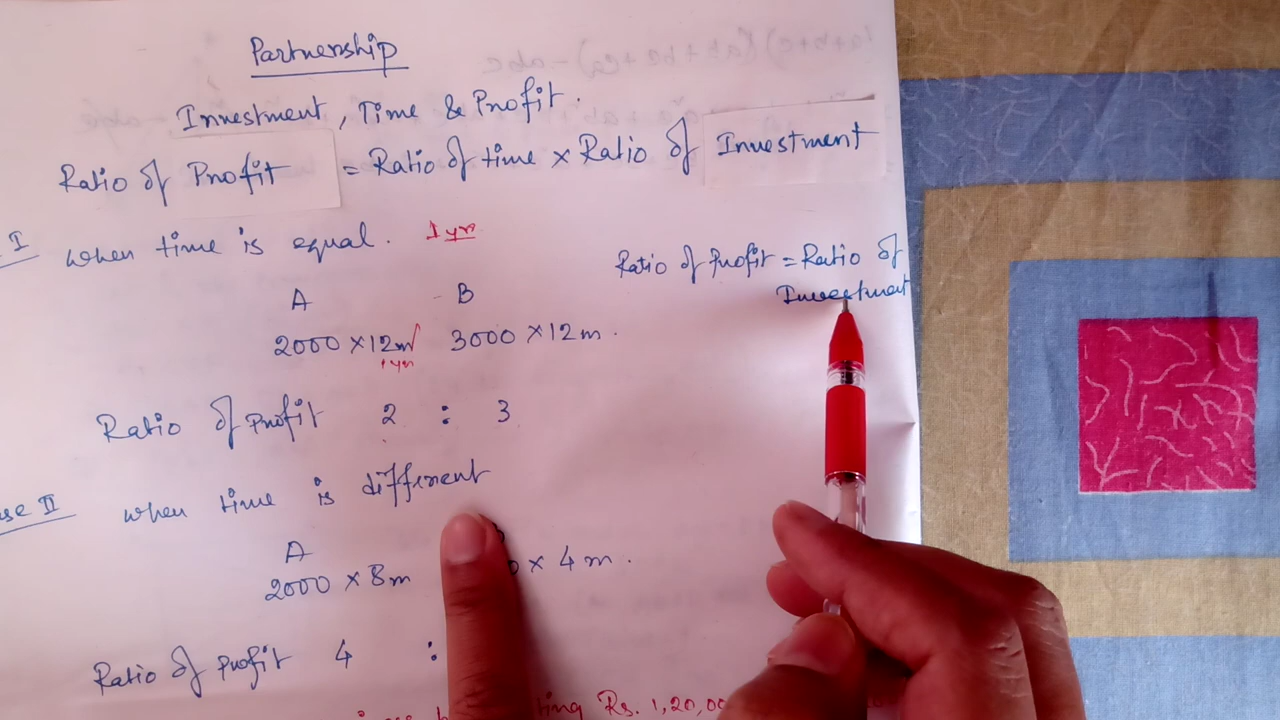 Partnership
Investment, Time & Profit.
Ratio of Profit = Ratio of time × Ratio of Investment
I when time is equal. 1 yr
Ratio of Profit = Ratio of
Investment
A B
2000 × 12m 3000 × 12m.
1 yr
Ratio of Profit 2 : 3
II when time is different
A
2000 × 8m × 4m.
Ratio of Profit 4 :
Rs. 1,20,00